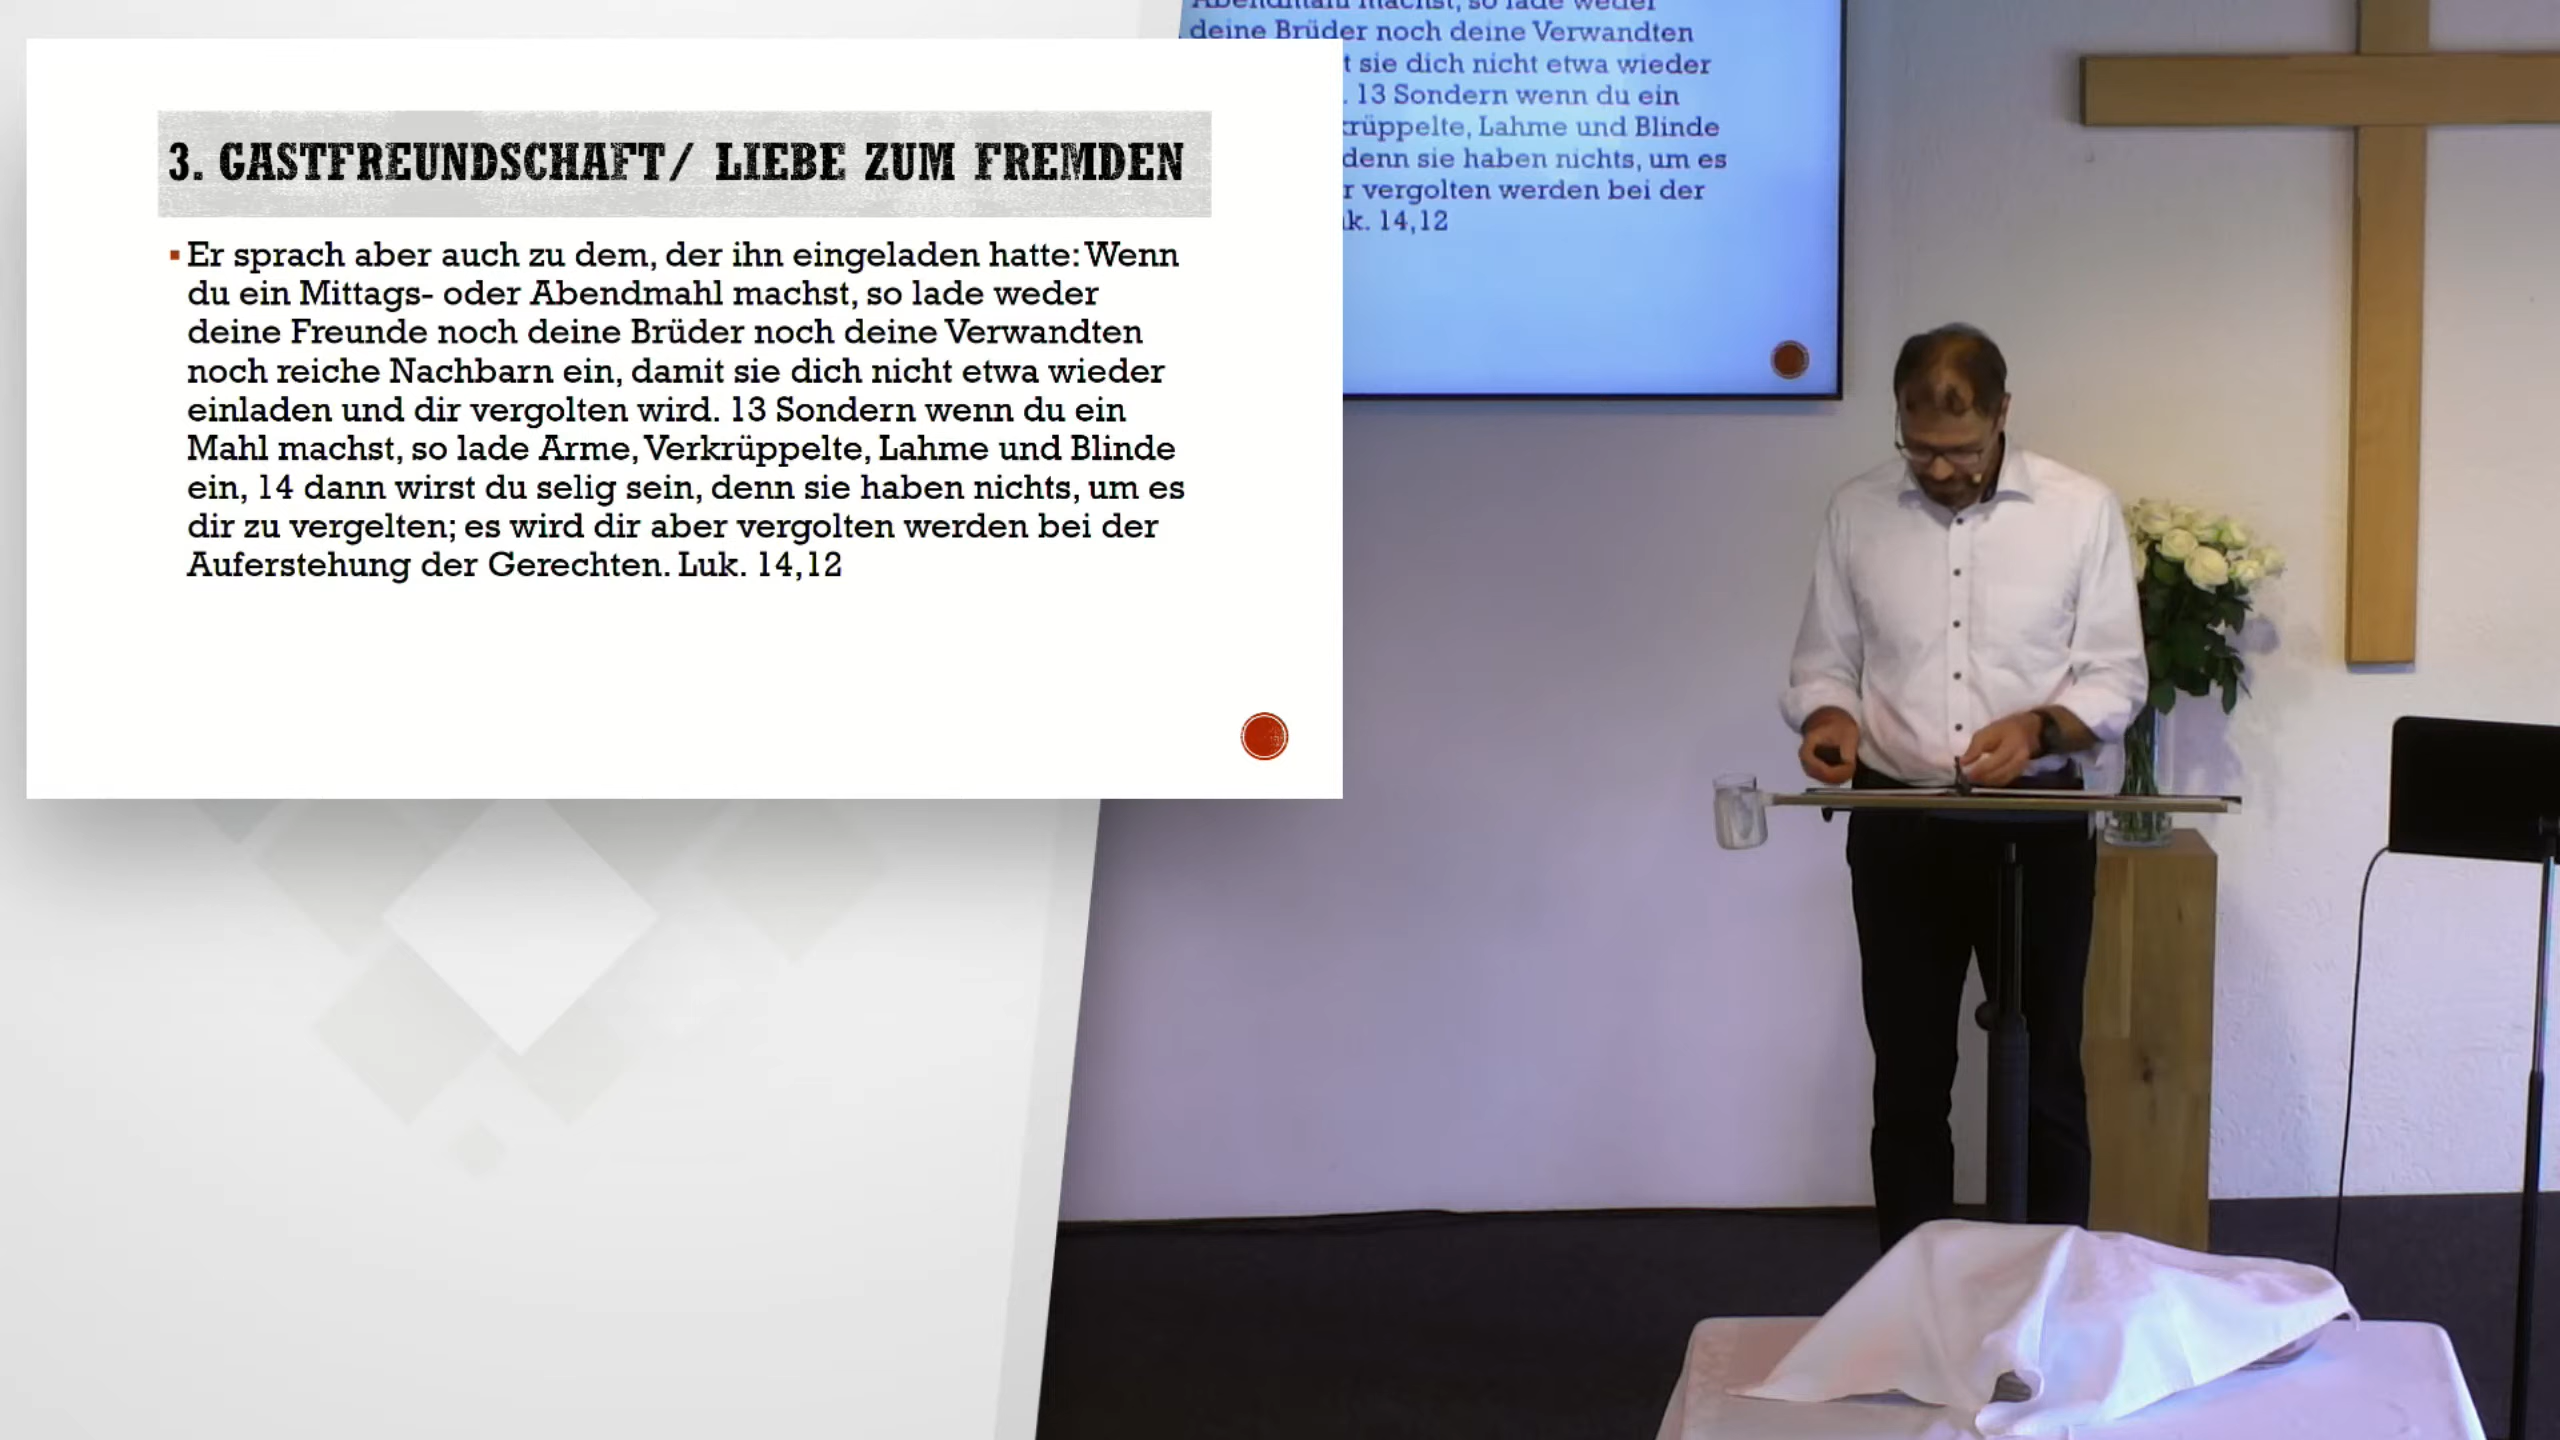 3. GASTFREUNDSCHAFT/ LIEBE ZUM FREMDEN
▪ Er sprach aber auch zu dem, der ihn eingeladen hatte: Wenn
du ein Mittags- oder Abendmahl machst, so lade weder
deine Freunde noch deine Brüder noch deine Verwandten
noch reiche Nachbarn ein, damit sie dich nicht etwa wieder
einladen und dir vergolten wird. 13 Sondern wenn du ein
Mahl machst, so lade Arme, Verkrüppelte, Lahme und Blinde
ein, 14 dann wirst du selig sein, denn sie haben nichts, um es
dir zu vergelten; es wird dir aber vergolten werden bei der
Auferstehung der Gerechten. Luk. 14,12
Abendmahl machst, so lade weder
deine Brüder noch deine Verwandten
t sie dich nicht etwa wieder
. 13 Sondern wenn du ein
krüppelte, Lahme und Blinde
denn sie haben nichts, um es
r vergolten werden bei der
k. 14,12